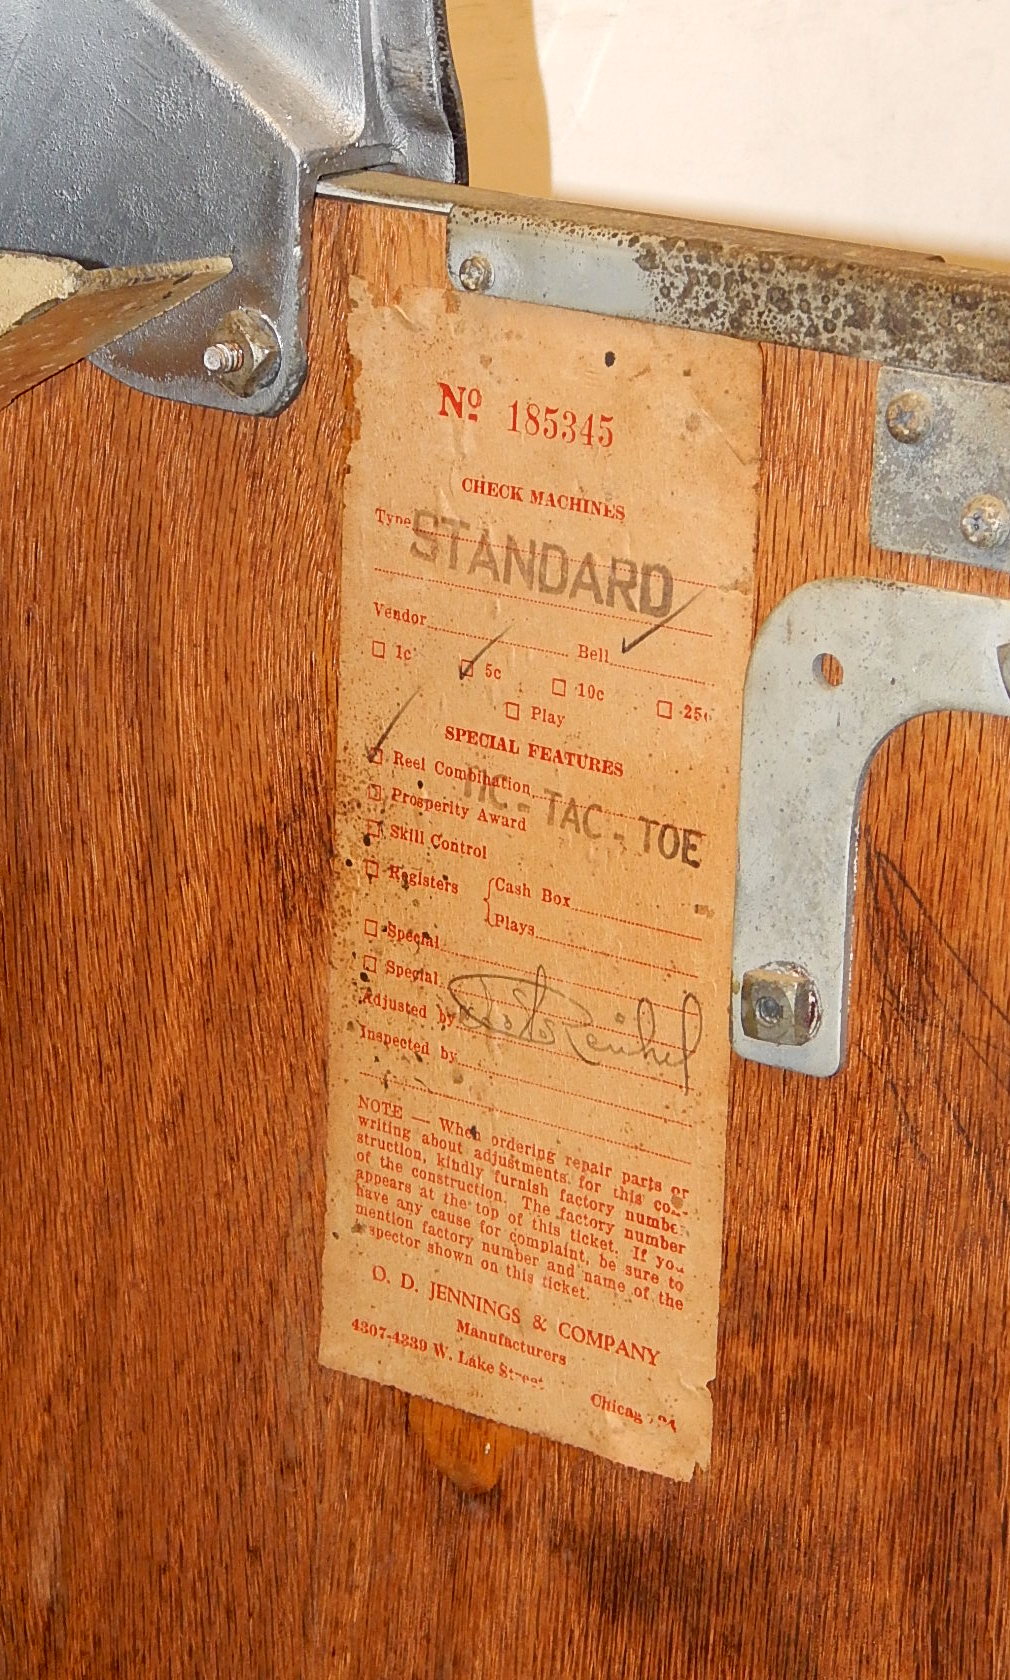 No 185345
CHECK MACHINES
Type STANDARD
Vendor Bell
1c 5c 10c 25c
Play
SPECIAL FEATURES
Reel Combination
TIC - TAC - TOE
Prosperity Award
Skill Control
Registers {Cash Box
Plays
Special
Special
Adjusted by
Inspected by
NOTE — When ordering repair parts or
writing about adjustments for this con-
struction, kindly furnish factory number
of the construction. The factory number
appears at the top of this ticket. If you
have any cause for complaint, be sure to
mention factory number and name of the
spector shown on this ticket.
O. D. JENNINGS & COMPANY
Manufacturers
4307-4339 W. Lake Street
Chicago